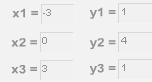 x1 = -3 y1 = 1
x2 = 0 y2 = 4
x3 = 3 y3 = 1